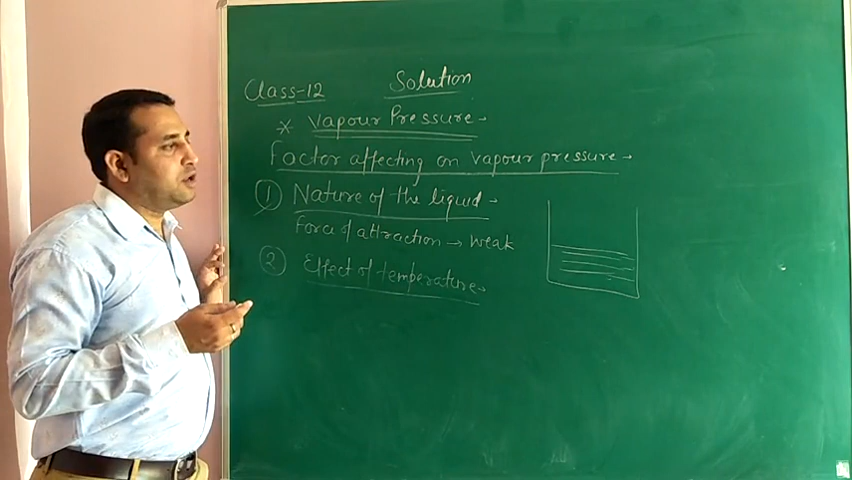 Class-12 Solution
* Vapour Pressure -
Factor affecting on vapour pressure -
① Nature of the liquid -
Force of attraction → weak
② Effect of temperature -